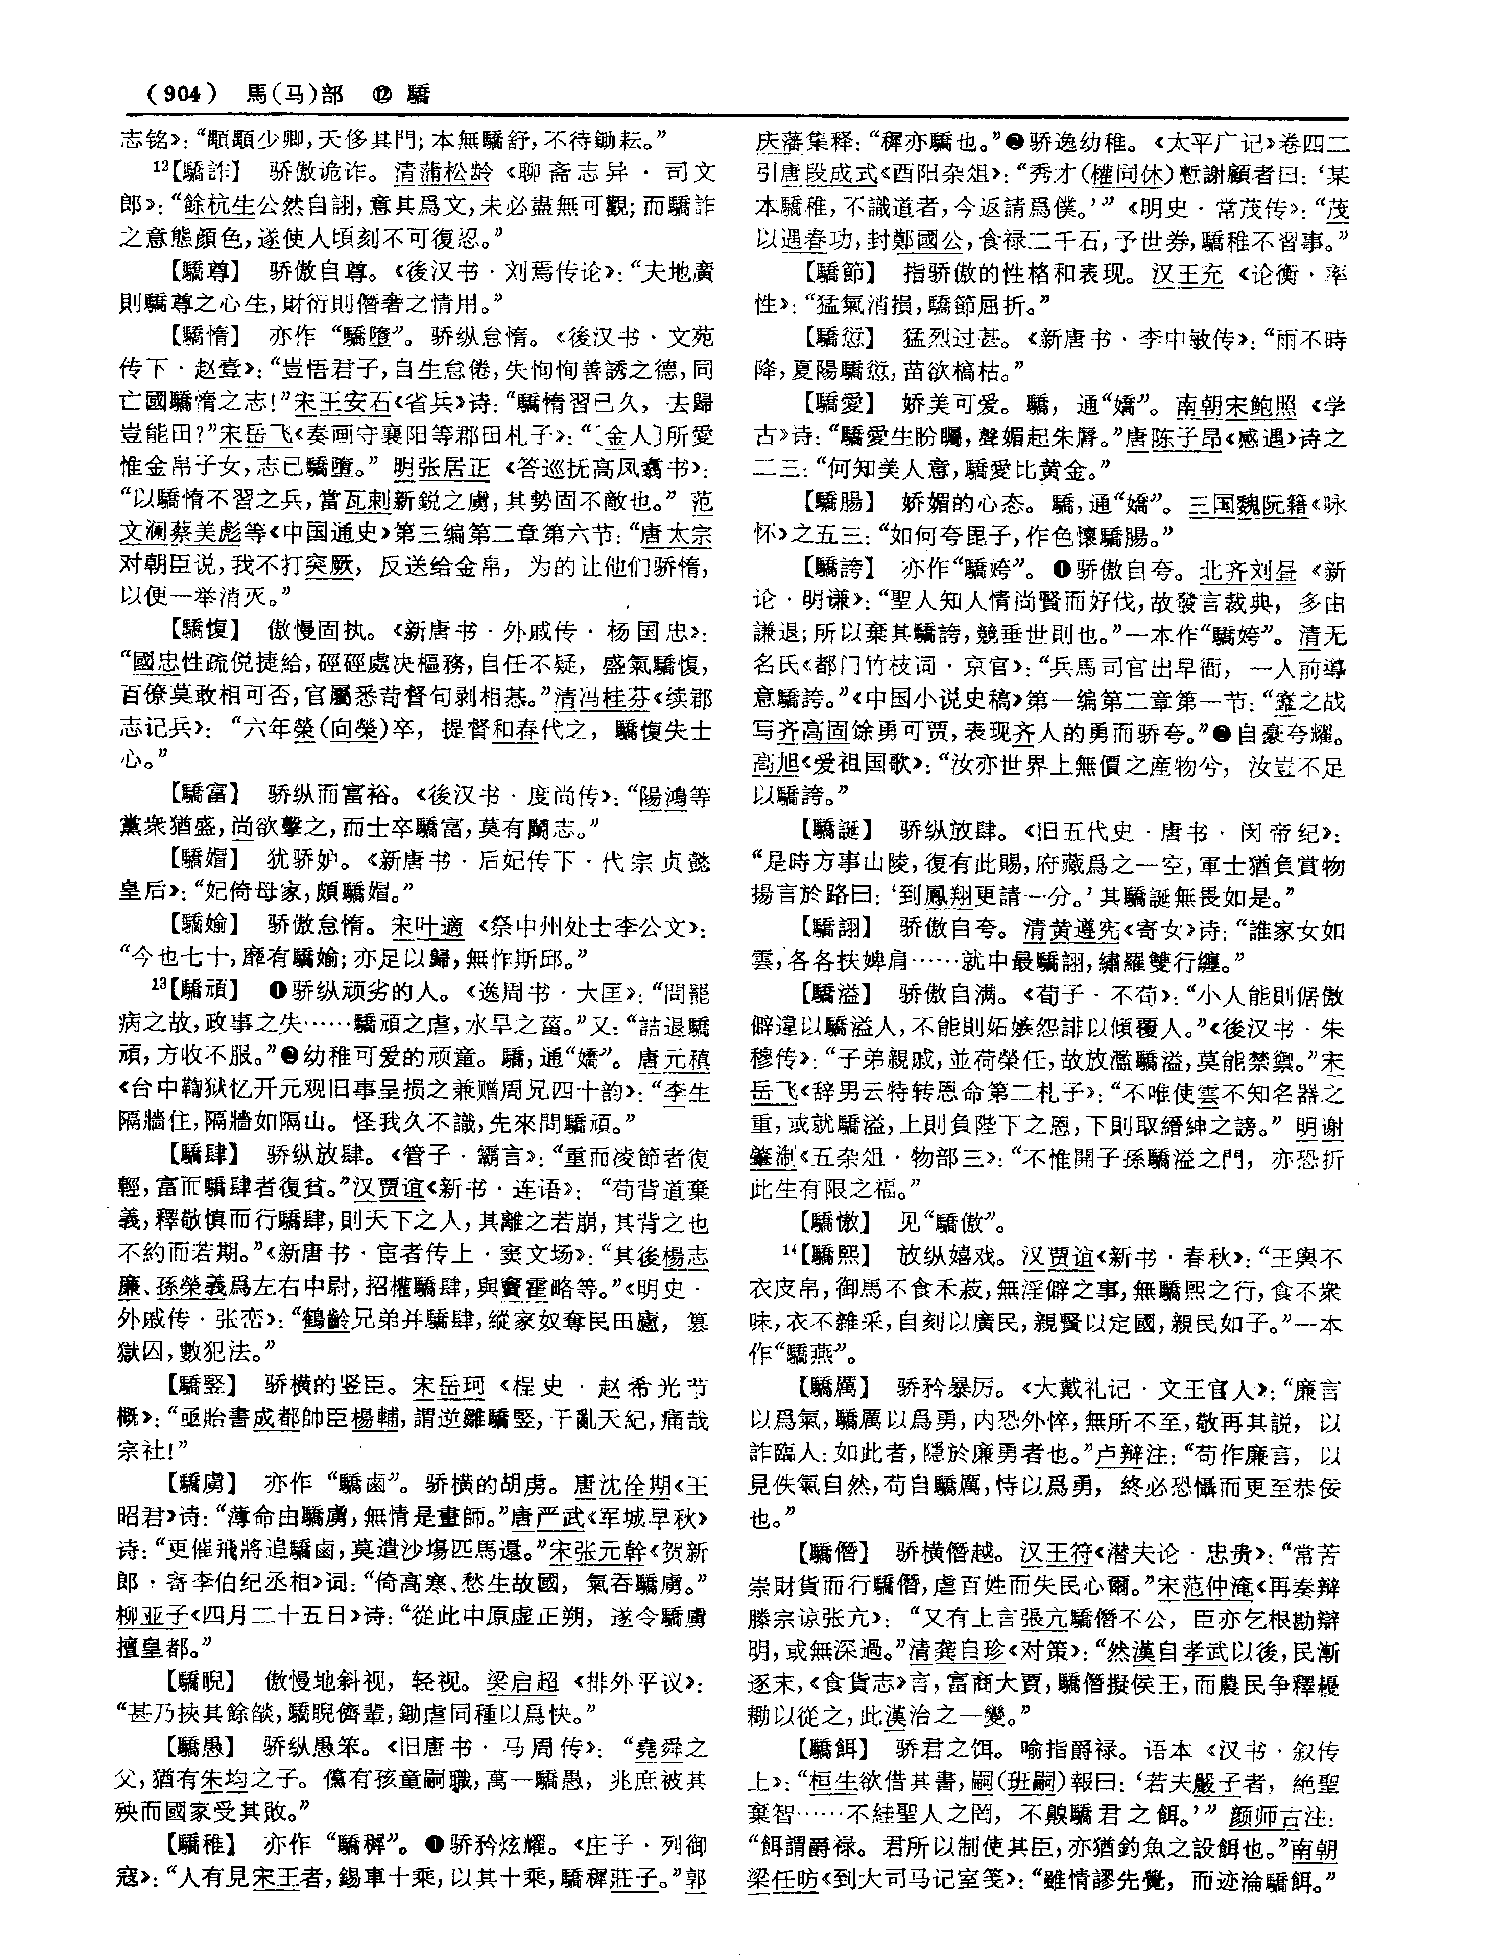 （904） 馬(马)部 ⑫ 驕
志铭》：“顒顒少卿，天侈其門；本無驕舒，不待鋤耘。”
¹²【驕詐】 骄傲诡诈。清蒲松龄《聊斋志异·司文
郎》：“餘杭生公然自詡，意其爲文，未必盡無可觀；而驕詐
之意態顔色，遂使人頃刻不可復忍。”
【驕尊】 骄傲自尊。《後汉书·刘焉传论》：“夫地廣
則驕尊之心生，財衍則僭奢之情用。”
【驕惰】 亦作“驕墮”。骄纵怠惰。《後汉书·文苑
传下·赵壹》：“豈悟君子，自生怠倦，失恂恂善誘之德，同
亡國驕惰之志！”宋王安石《省兵》诗：“驕惰習已久，去歸
豈能田？”宋岳飞《奏画守襄阳等郡田札子》：“〔金人〕所愛
惟金帛子女，志已驕墮。”明张居正《答巡抚高凤翥书》：
“以驕惰不習之兵，當瓦剌新鋭之虜，其勢固不敵也。”范
文澜蔡美彪等《中国通史》第三编第二章第六节：“唐太宗
对朝臣说，我不打突厥，反送给金帛，为的让他们骄惰，
以便一举消灭。”
【驕愎】 傲慢固执。《新唐书·外戚传·杨国忠》：
“國忠性疏侻捷給，硜硜處决樞務，自任不疑，盛氣驕愎，
百僚莫敢相可否，官屬悉苛督句剥相惎。”清冯桂芬《续郡
志记兵》：“六年榮(向榮)卒，提督和春代之，驕愎失士
心。”
【驕富】 骄纵而富裕。《後汉书·度尚传》：“陽鴻等
黨衆猶盛，尚欲擊之，而士卒驕富，莫有鬭志。”
【驕媢】 犹骄妒。《新唐书·后妃传下·代宗贞懿
皇后》：“妃倚母家，頗驕媢。”
【驕媮】 骄傲怠惰。宋叶適《祭中州处士李公文》：
“今也七十，靡有驕媮；亦足以歸，無怍斯邱。”
¹³【驕頑】 ❶骄纵顽劣的人。《逸周书·大匡》：“問罷
病之故，政事之失……驕頑之虐，水旱之菑。”又：“詰退驕
頑，方收不服。”❷幼稚可爱的顽童。驕，通“嬌”。唐元稹
《台中鞫狱忆开元观旧事呈损之兼赠周兄四十韵》：“李生
隔牆住，隔牆如隔山。怪我久不識，先來問驕頑。”
【驕肆】 骄纵放肆。《管子·霸言》：“重而凌節者復
輕，富而驕肆者復貧。”汉贾谊《新书·连语》：“苟背道棄
義，釋敬慎而行驕肆，則天下之人，其離之若崩，其背之也
不約而若期。”《新唐书·宦者传上·窦文场》：“其後楊志
廉、孫榮義爲左右中尉，招權驕肆，與竇霍略等。”《明史·
外戚传·张峦》：“鶴齡兄弟并驕肆，縱家奴奪民田廬，篡
獄囚，數犯法。”
【驕竪】 骄横的竖臣。宋岳珂《桯史·赵希光节
概》：“亟貽書成都帥臣楊輔，謂逆雛驕竪，干亂天紀，痛哉
宗社！”
【驕虜】 亦作“驕鹵”。骄横的胡虏。唐沈佺期《王
昭君》诗：“薄命由驕虜，無情是畫師。”唐严武《军城早秋》
诗：“更催飛將追驕鹵，莫遣沙塲匹馬還。”宋张元幹《贺新
郎·寄李伯纪丞相》词：“倚高寒、愁生故國，氣吞驕虜。”
柳亚子《四月二十五日》诗：“從此中原虚正朔，遂令驕虜
擅皇都。”
【驕睨】 傲慢地斜视，轻视。梁启超《排外平议》：
“甚乃挾其餘燄，驕睨儕輩，鋤虐同種以爲快。”
【驕愚】 骄纵愚笨。《旧唐书·马周传》：“堯舜之
父，猶有朱均之子。儻有孩童嗣職，萬一驕愚，兆庶被其
殃而國家受其敗。”
【驕稚】 亦作“驕穉”。❶骄矜炫耀。《庄子·列御
寇》：“人有見宋王者，錫車十乘，以其十乘，驕穉莊子。”郭
庆藩集释：“穉亦驕也。”❷骄逸幼稚。《太平广记》卷四二
引唐段成式《酉阳杂俎》：“秀才(權同休)慙謝顧者曰：‘某
本驕稚，不識道者，今返請爲僕。’”《明史·常茂传》：“茂
以遇春功，封鄭國公，食禄二千石，予世券，驕稚不習事。”
【驕節】 指骄傲的性格和表现。汉王充《论衡·率
性》：“猛氣消損，驕節屈折。”
【驕愆】 猛烈过甚。《新唐书·李中敏传》：“雨不時
降，夏陽驕愆，苗欲槁枯。”
【驕愛】 娇美可爱。驕，通“嬌”。南朝宋鲍照《学
古》诗：“驕愛生盼矚，聲媚起朱脣。”唐陈子昂《感遇》诗之
二三：“何知美人意，驕愛比黄金。”
【驕腸】 娇媚的心态。驕，通“嬌”。三国魏阮籍《咏
怀》之五三：“如何夸毘子，作色懷驕腸。”
【驕誇】 亦作“驕姱”。❶骄傲自夸。北齐刘昼《新
论·明谦》：“聖人知人情尚賢而好伐，故發言裁典，多由
謙退；所以棄其驕誇，競垂世則也。”一本作“驕姱”。清无
名氏《都门竹枝词·京官》：“兵馬司官出早衙，一人前導
意驕誇。”《中国小说史稿》第一编第二章第一节：“鞌之战
写齐高固馀勇可贾，表现齐人的勇而骄夸。”❷自豪夸耀。
高旭《爱祖国歌》：“汝亦世界上無價之産物兮，汝豈不足
以驕誇。”
【驕誕】 骄纵放肆。《旧五代史·唐书·闵帝纪》：
“是時方事山陵，復有此賜，府藏爲之一空，軍士猶負賞物
揚言於路曰：‘到鳳翔更請一分。’其驕誕無畏如是。”
【驕詡】 骄傲自夸。清黄遵宪《寄女》诗：“誰家女如
雲，各各扶婢肩……就中最驕詡，繡羅雙行纏。”
【驕溢】 骄傲自满。《荀子·不苟》：“小人能則倨傲
僻違以驕溢人，不能則妬嫉怨誹以傾覆人。”《後汉书·朱
穆传》：“子弟親戚，並荷榮任，故放濫驕溢，莫能禁禦。”宋
岳飞《辞男云特转恩命第二札子》：“不唯使雲不知名器之
重，或就驕溢，上則負陛下之恩，下則取縉紳之謗。”明谢
肇淛《五杂俎·物部三》：“不惟開子孫驕溢之門，亦恐折
此生有限之福。”
【驕慠】 见“驕傲”。
¹⁴【驕熙】 放纵嬉戏。汉贾谊《新书·春秋》：“王輿不
衣皮帛，御馬不食禾菽，無淫僻之事，無驕熙之行，食不衆
味，衣不雜采，自刻以廣民，親賢以定國，親民如子。”一本
作“驕燕”。
【驕厲】 骄矜暴厉。《大戴礼记·文王官人》：“廉言
以爲氣，驕厲以爲勇，内恐外悴，無所不至，敬再其説，以
詐臨人：如此者，隱於廉勇者也。”卢辩注：“苟作廉言，以
見佚氣自然，苟自驕厲，恃以爲勇，終必恐懾而更至恭佞
也。”
【驕僭】 骄横僭越。汉王符《潜夫论·忠贵》：“常苦
崇財貨而行驕僭，虐百姓而失民心爾。”宋范仲淹《再奏辩
滕宗谅张亢》：“又有上言張亢驕僭不公，臣亦乞根勘辯
明，或無深過。”清龚自珍《对策》：“然漢自孝武以後，民漸
逐末，《食貨志》言，富商大賈，驕僭擬侯王，而農民争釋耰
耡以從之，此漢治之一變。”
【驕餌】 骄君之饵。喻指爵禄。语本《汉书·叙传
上》：“桓生欲借其書，嗣(班嗣)報曰：‘若夫嚴子者，絶聖
棄智……不絓聖人之罔，不齅驕君之餌。’”颜师古注：
“餌謂爵禄。君所以制使其臣，亦猶釣魚之設餌也。”南朝
梁任昉《到大司马记室笺》：“雖情謬先覺，而迹淪驕餌。”